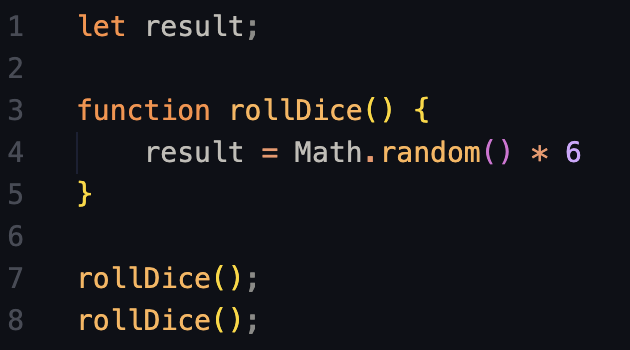 1 let result;
2
3 function rollDice() {
4     result = Math.random() * 6
5 }
6
7 rollDice();
8 rollDice();